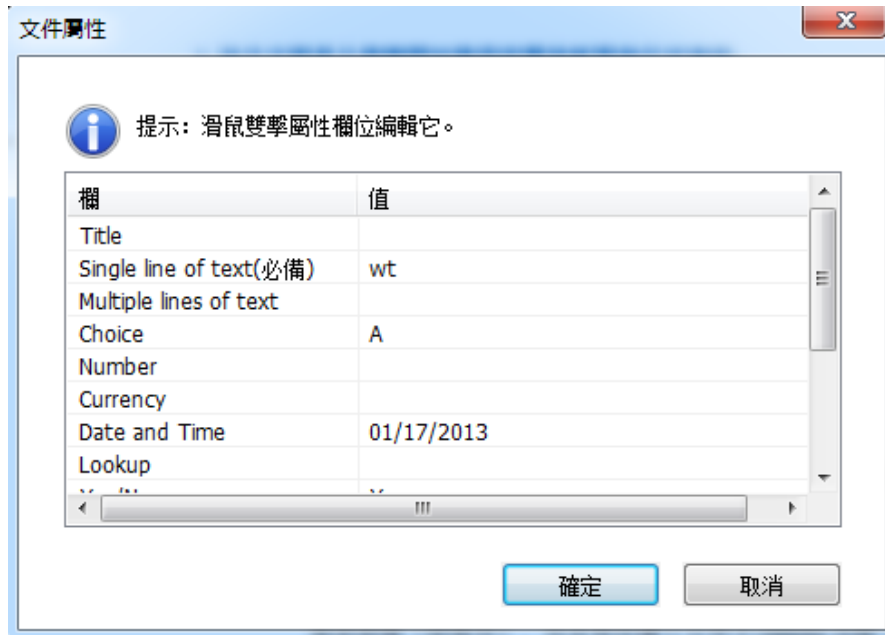 文件屬性
提示：滑鼠雙擊屬性欄位編輯它。
欄 值
Title
Single line of text(必備) wt
Multiple lines of text
Choice A
Number
Currency
Date and Time 01/17/2013
Lookup
確定 取消